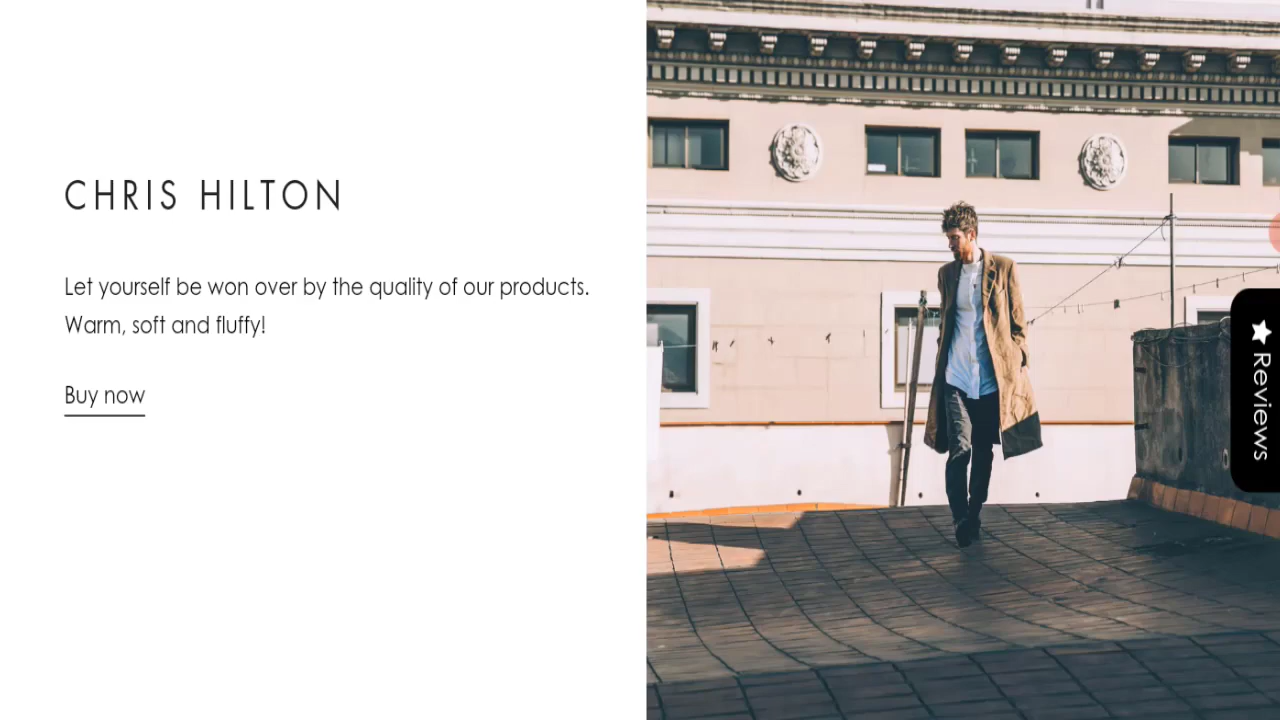 CHRIS HILTON
Let yourself be won over by the quality of our products.
Warm, soft and fluffy!
Buy now
Reviews